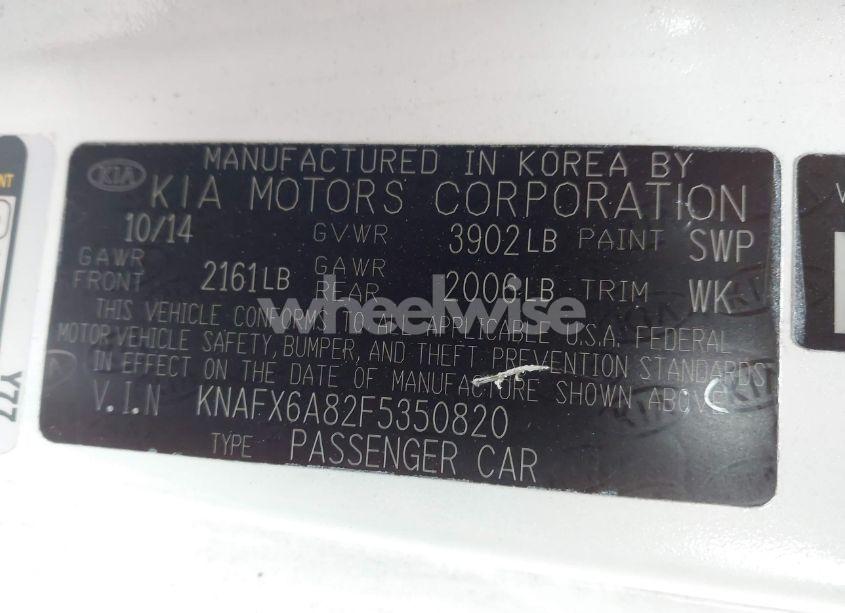 MANUFACTURED IN KOREA BY
KIA KIA MOTORS CORPORATION
10/14 GVWR 3902LB PAINT SWP
GAWR FRONT 2161LB GAWR REAR 2006LB TRIM WK
THIS VEHICLE CONFORMS TO ALL APPLICABLE U.S.A. FEDERAL
MOTOR VEHICLE SAFETY, BUMPER, AND THEFT PREVENTION STANDARDS
IN EFFECT ON THE DATE OF MANUFACTURE SHOWN ABOVE
V.I.N KNAFX6A82F5350820
TYPE PASSENGER CAR
wheelwise
Y77